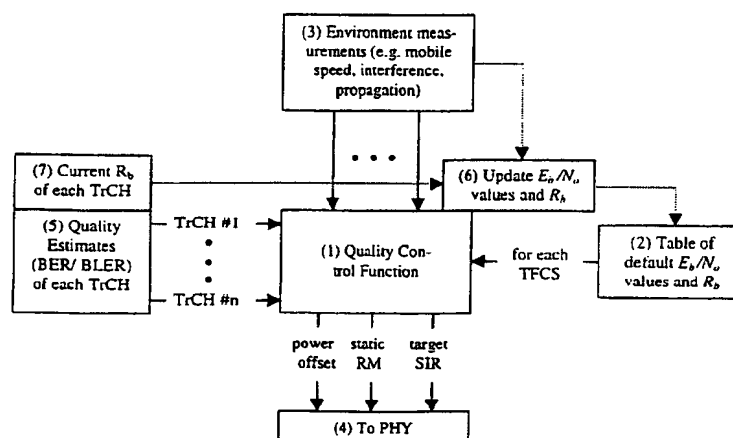 (3) Environment meas-
urements (e.g. mobile
speed, interference,
propagation)
(7) Current R_b
of each TrCH
(6) Update E_b/N_o
values and R_b
(5) Quality
Estimates
(BER/ BLER)
of each TrCH
TrCH #1
TrCH #n
(1) Quality Con-
trol Function
for each
TFCS
(2) Table of
default E_b/N_o
values and R_b
power
offset
static
RM
target
SIR
(4) To PHY